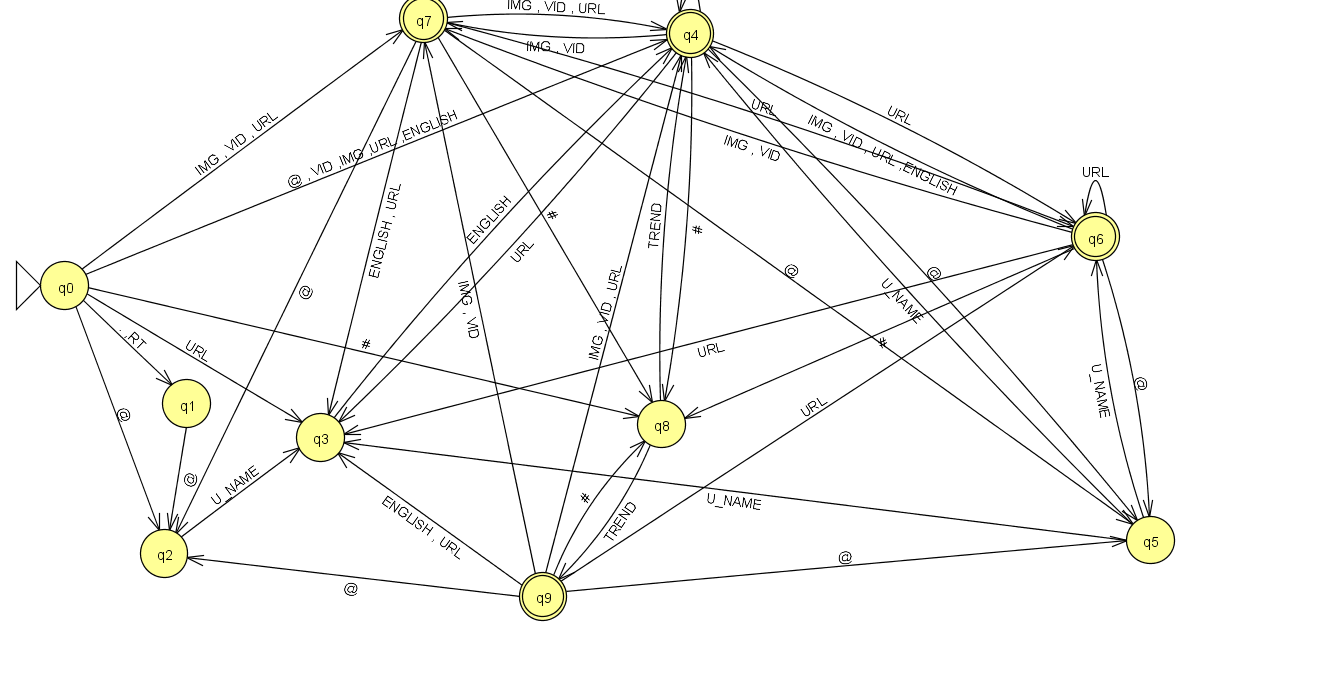 IMG , VID , URL
q7
q4
IMG , VID
URL
URL
IMG , VID , URL
@ , VID ,IMG ,URL ,ENGLISH
IMG , VID , URL ,ENGLISH
IMG , VID
URL
ENGLISH , URL
ENGLISH
#
TREND
#
q6
URL
@
@
@
q0
IMG , VID
IMG , VID , URL
U_NAME
. ,RT
URL
#
URL
#
U_NAME
@
q1
@
URL
q3
q8
@
U_NAME
#
TREND
ENGLISH , URL
U_NAME
q5
q2
@
@
q9